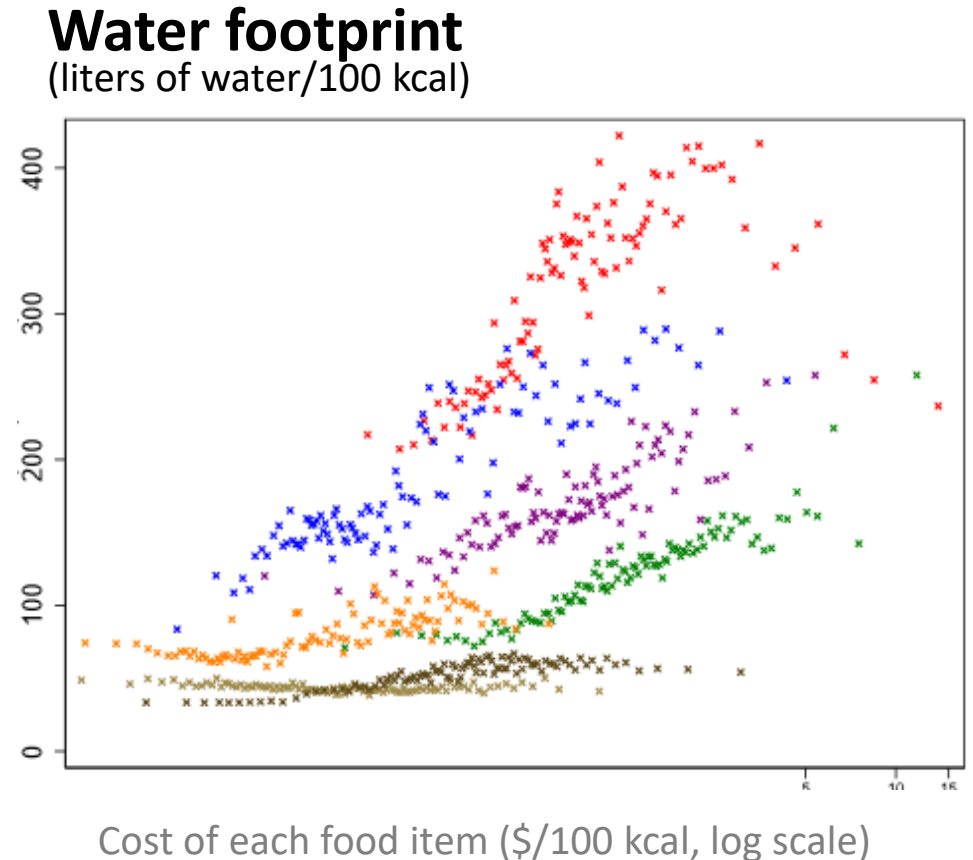 Water footprint
(liters of water/100 kcal)
400
300
200
100
0
5 10 15
Cost of each food item ($/100 kcal, log scale)